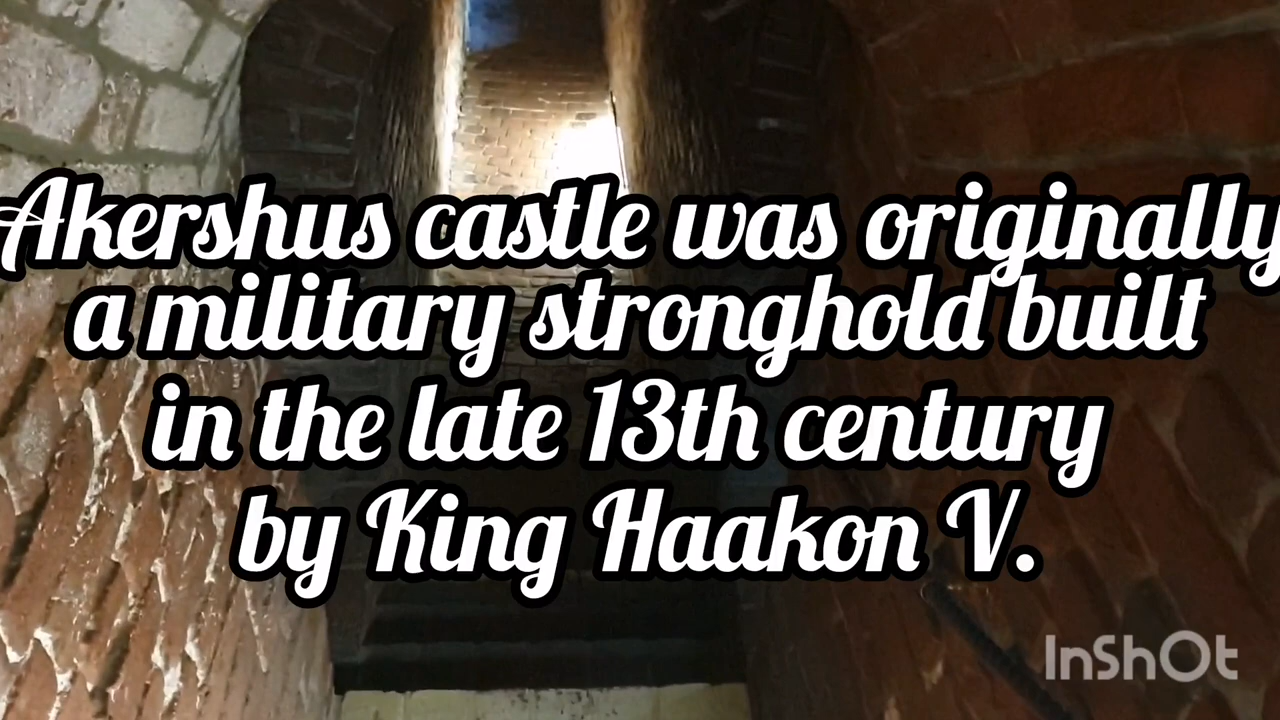 Akershus castle was originally
a military stronghold built
in the late 13th century
by King Haakon V.
InShOt